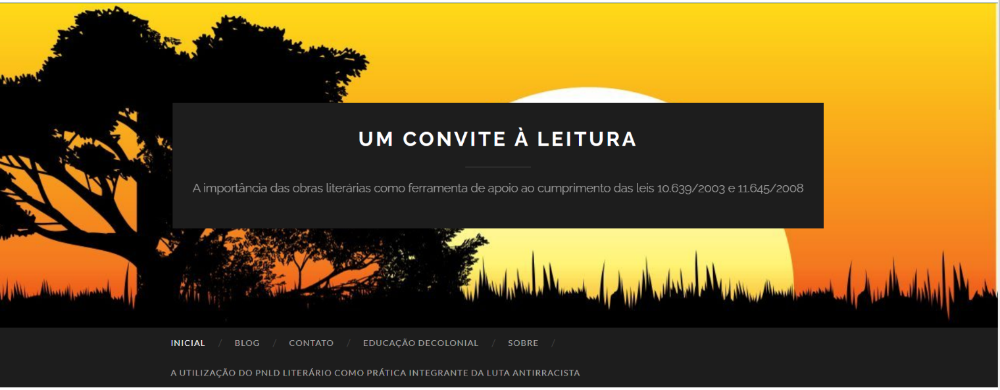 UM CONVITE À LEITURA
A importância das obras literárias como ferramenta de apoio ao cumprimento das leis 10.639/2003 e 11.645/2008
INICIAL / BLOG / CONTATO / EDUCAÇÃO DECOLONIAL / SOBRE /
A UTILIZAÇÃO DO PNLD LITERÁRIO COMO PRÁTICA INTEGRANTE DA LUTA ANTIRRACISTA